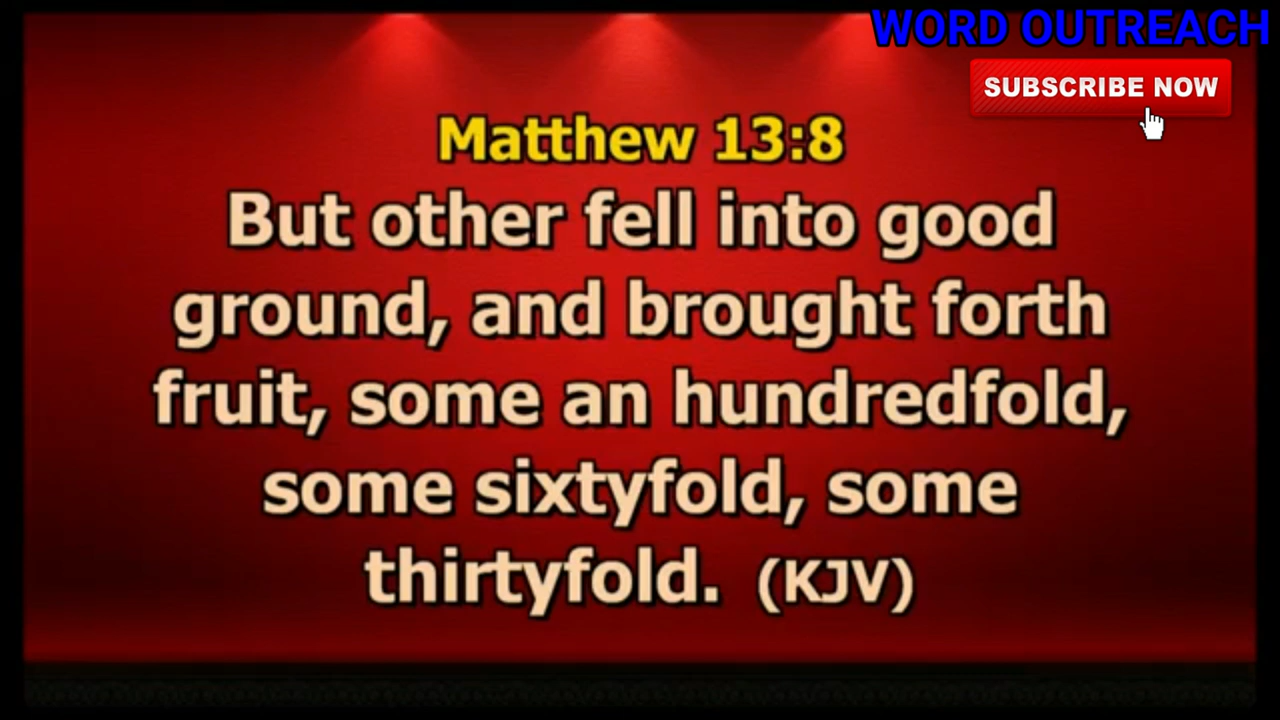 WORD OUTREACH
SUBSCRIBE NOW
Matthew 13:8
But other fell into good
ground, and brought forth
fruit, some an hundredfold,
some sixtyfold, some
thirtyfold. (KJV)